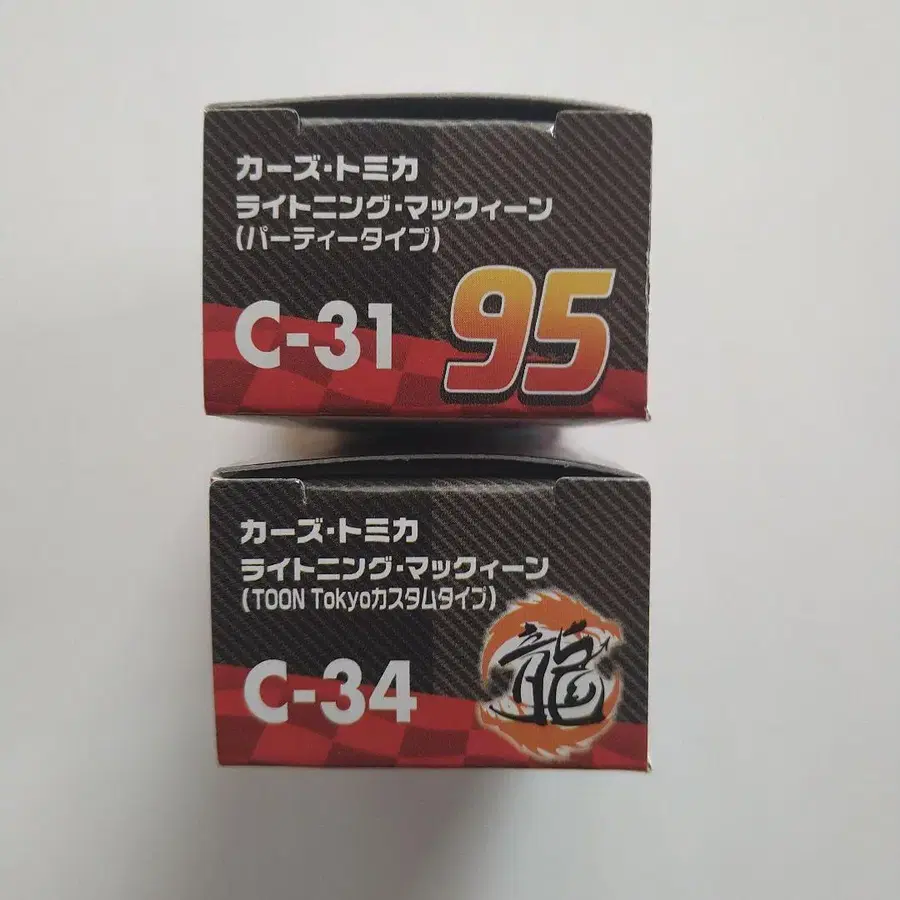 カーズ・トミカ
ライトニング・マックィーン
(パーティータイプ)
C-31
95
カーズ・トミカ
ライトニング・マックィーン
(TOON Tokyoカスタムタイプ)
C-34
龍